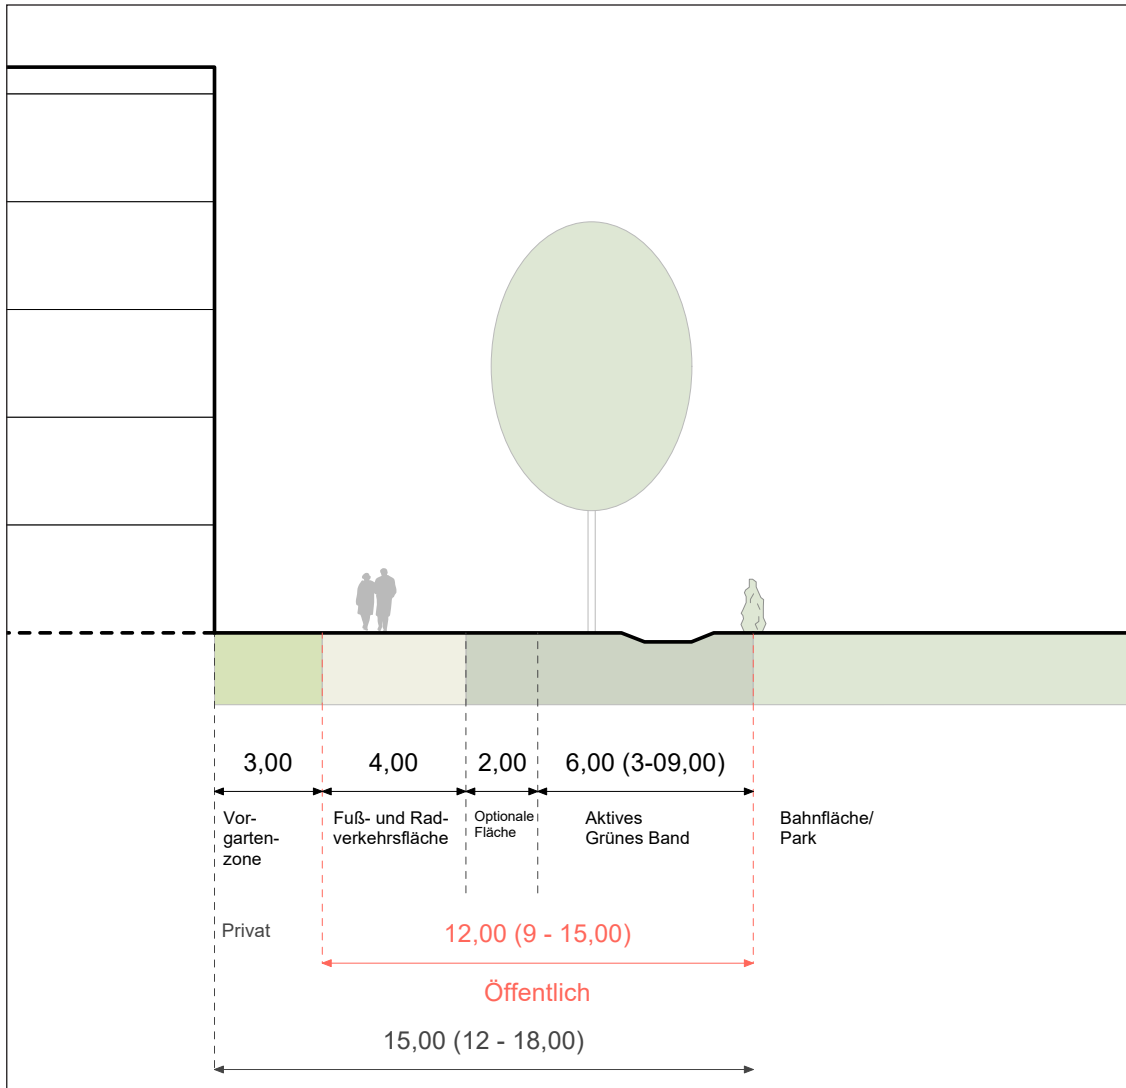 3,00
4,00
2,00
6,00 (3-09,00)
Vor-
garten-
zone
Fuß- und Rad-
verkehrsfläche
Optionale
Fläche
Aktives
Grünes Band
Bahnfläche/
Park
Privat
12,00 (9 - 15,00)
Öffentlich
15,00 (12 - 18,00)